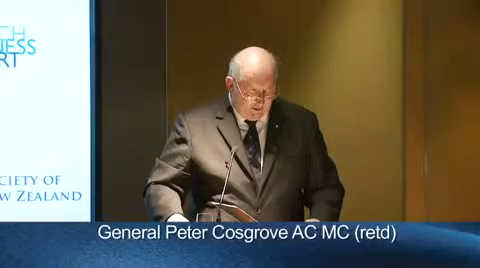 CH
NESS
RT
CIETY OF
W ZEALAND
General Peter Cosgrove AC MC (retd)